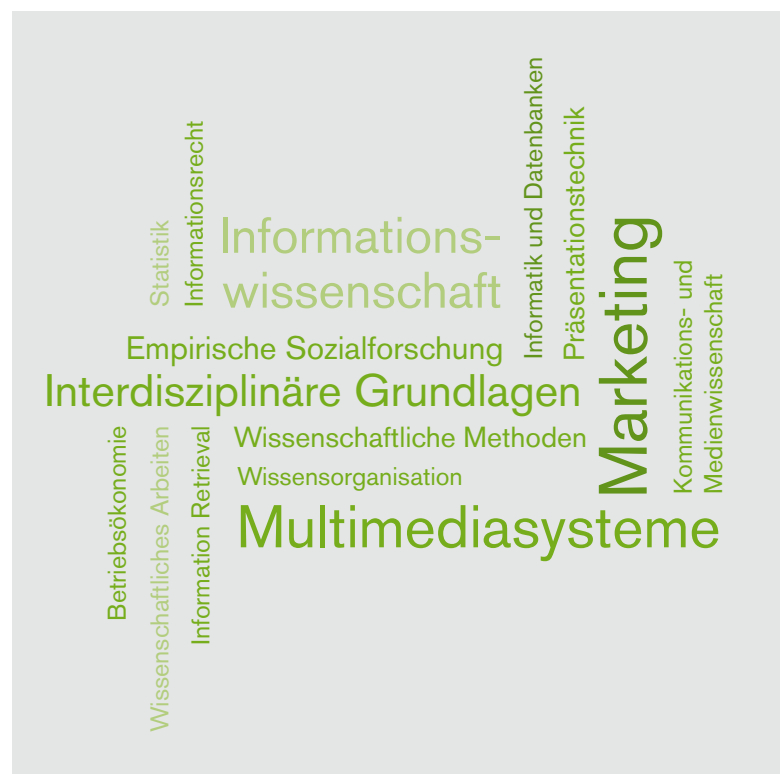 Statistik
Informationsrecht
Informations-
wissenschaft
Informatik und Datenbanken
Präsentationstechnik
Marketing
Kommunikations- und
Medienwissenschaft
Empirische Sozialforschung
Interdisziplinäre Grundlagen
Betriebsökonomie
Wissenschaftliches Arbeiten
Information Retrieval
Wissenschaftliche Methoden
Wissensorganisation
Multimediasysteme